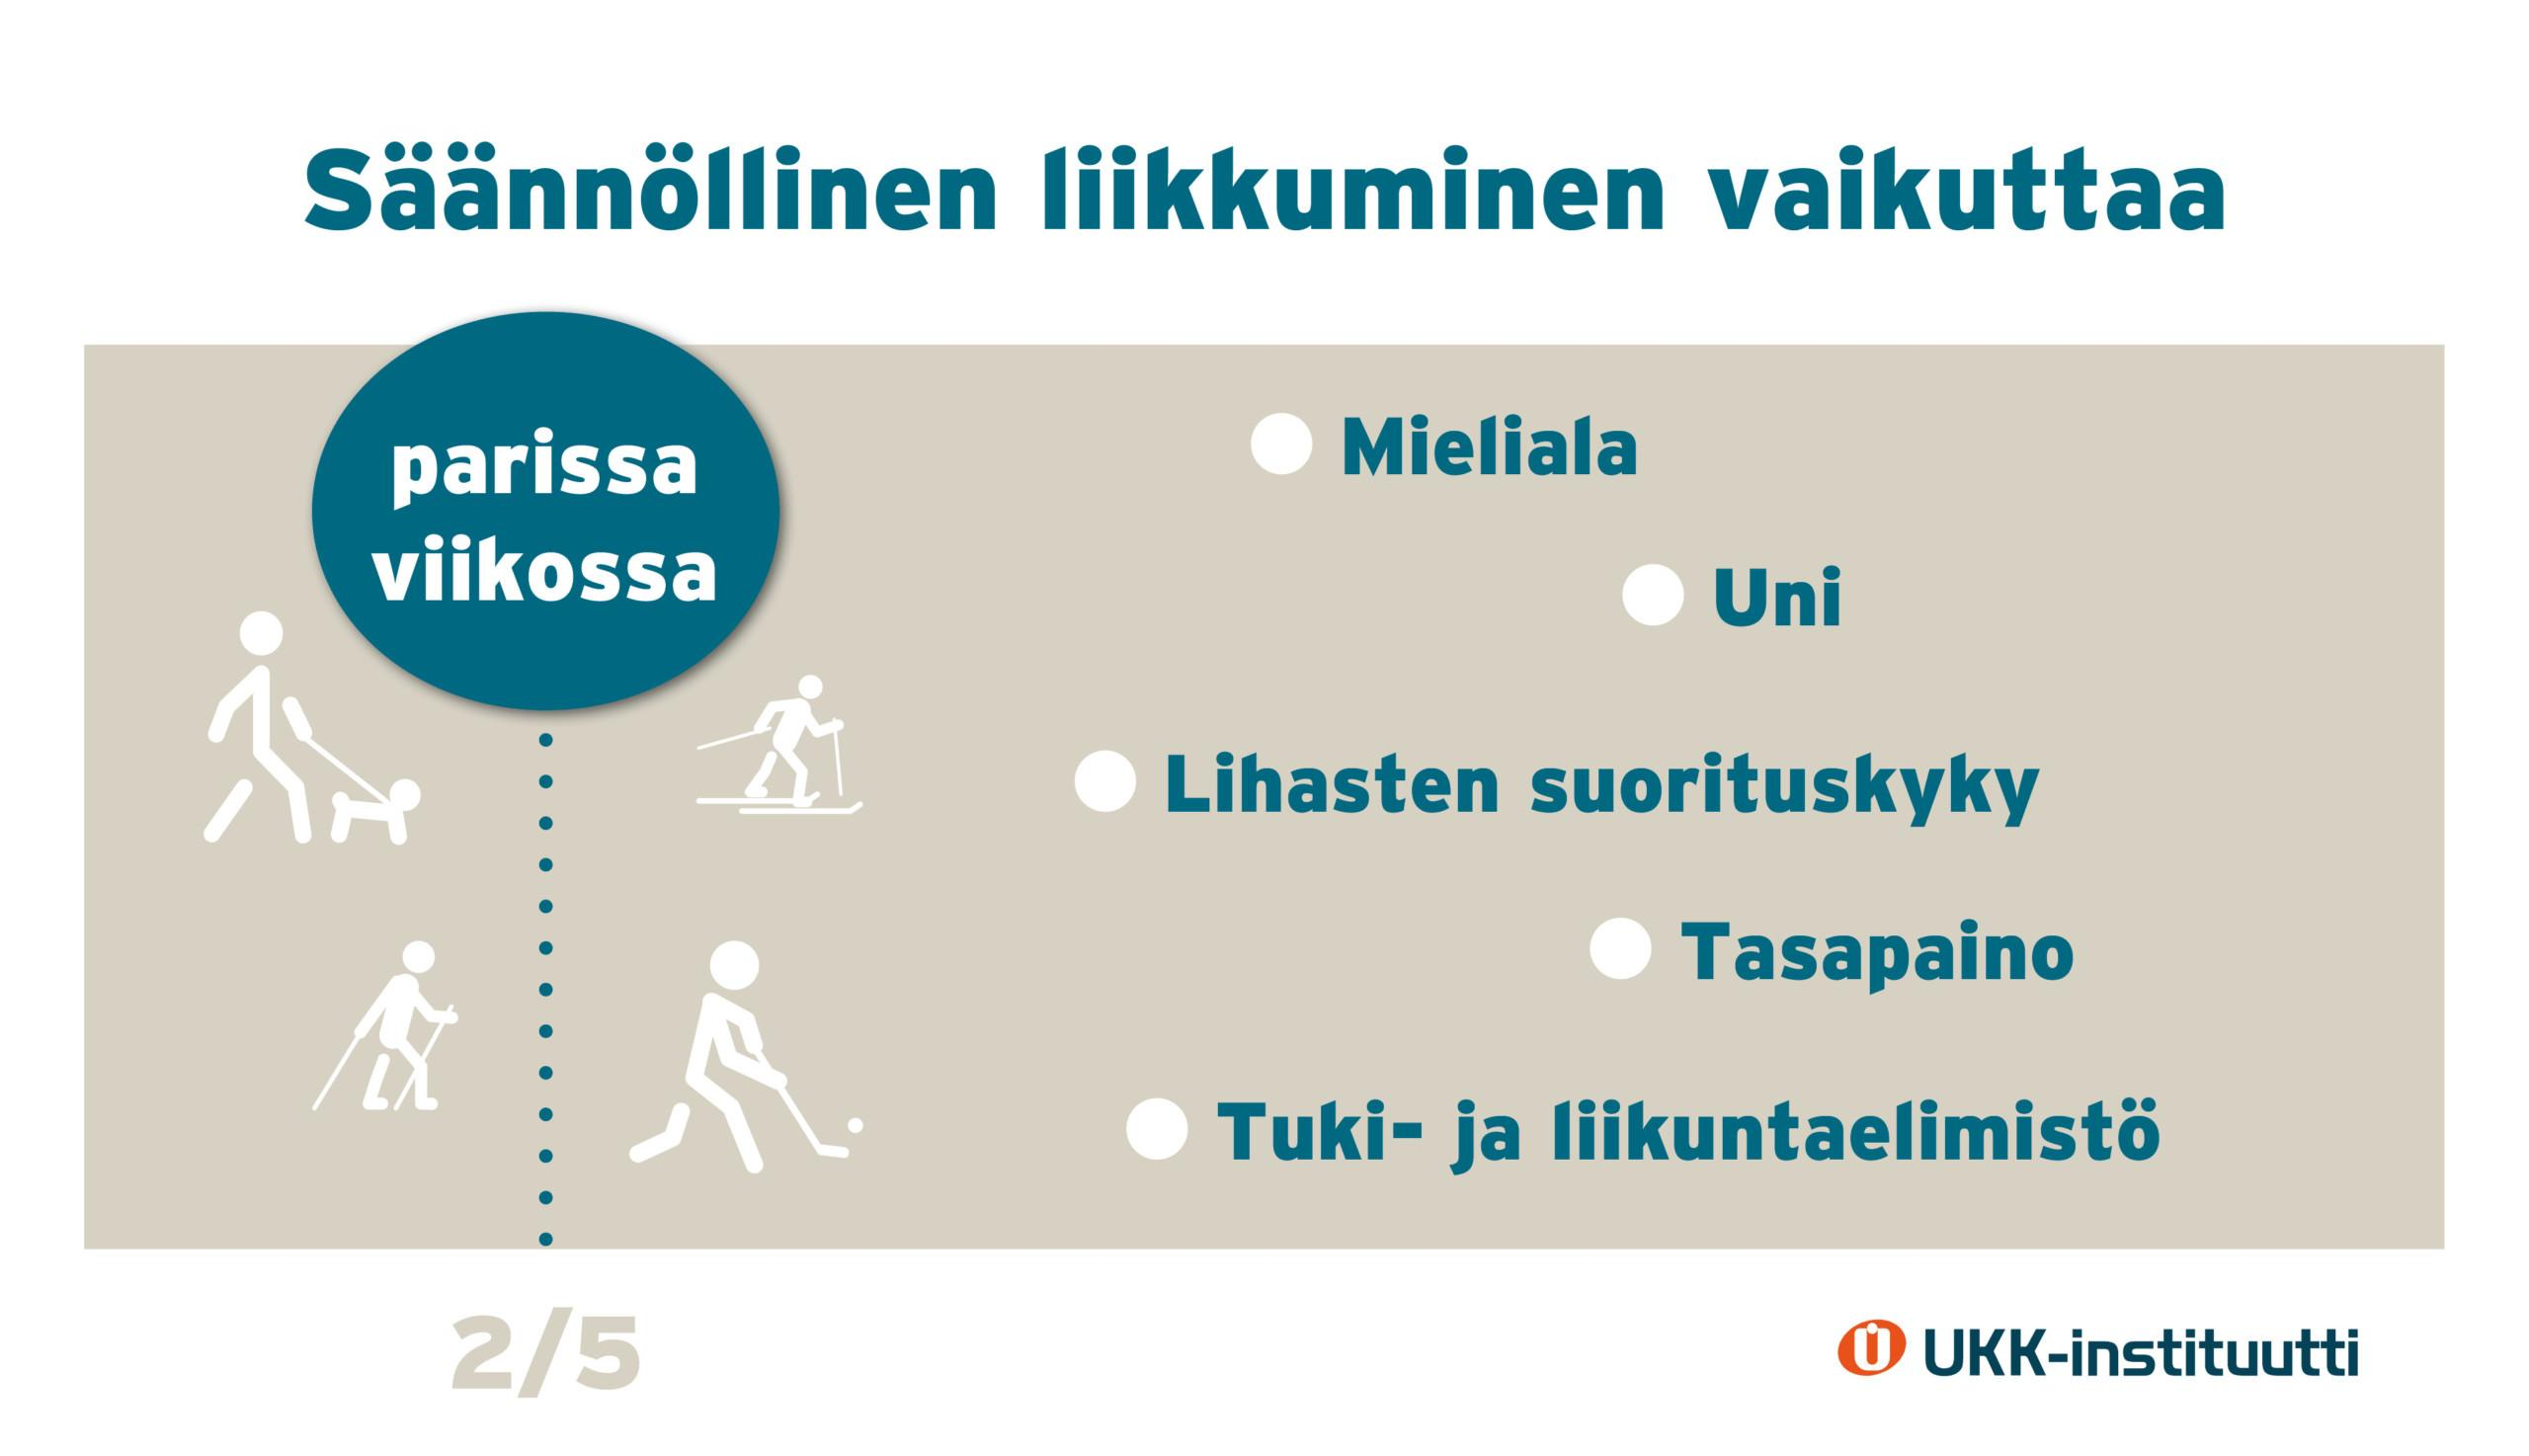 Säännöllinen liikkuminen vaikuttaa
parissa
viikossa
Mieliala
Uni
Lihasten suorituskyky
Tasapaino
Tuki- ja liikuntaelimistö
2/5
UKK-instituutti